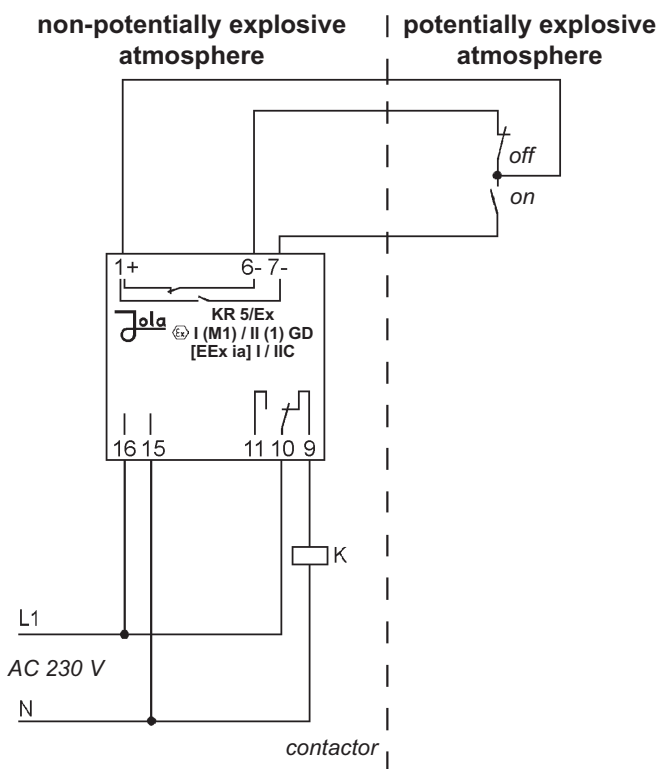 non-potentially explosive
atmosphere
potentially explosive
atmosphere
off
on
1+ 6- 7-
Jola
KR 5/Ex
Ex I (M1) / II (1) GD
[EEx ia] I / IIC
16 15 11 10 9
K
L1
AC 230 V
N
contactor